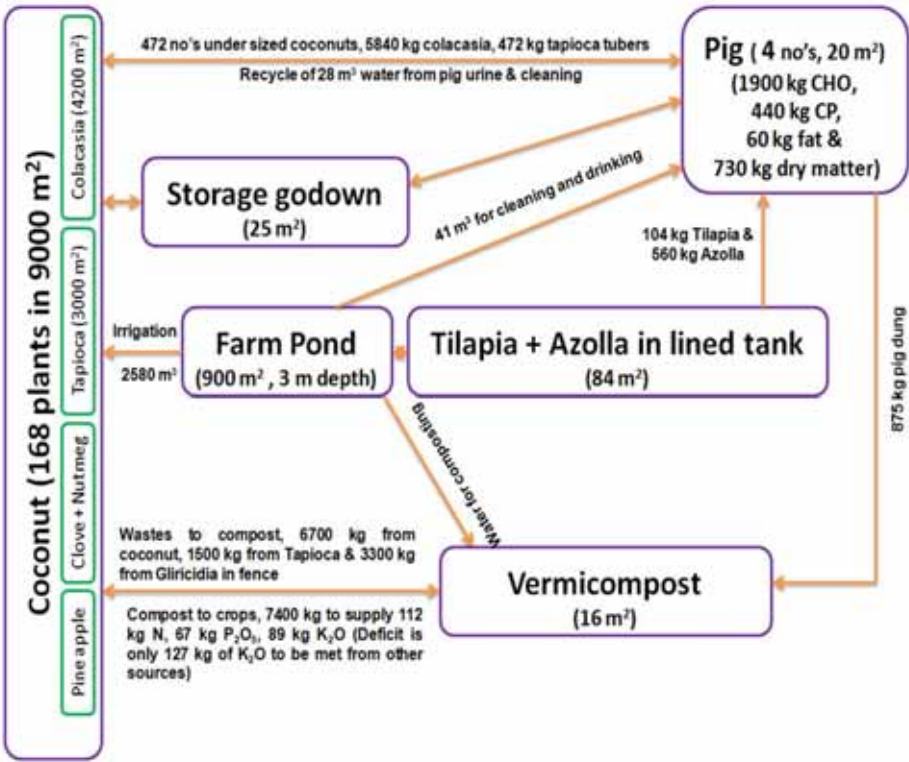 Coconut (168 plants in 9000 m²)
Colacasia (4200 m²)
Tapioca (3000 m²)
Clove + Nutmeg
Pine apple
472 no's under sized coconuts, 5840 kg colacasia, 472 kg tapioca tubers
Recycle of 28 m³ water from pig urine & cleaning
Pig ( 4 no's, 20 m²)
(1900 kg CHO,
440 kg CP,
60 kg fat &
730 kg dry matter)
Storage godown
(25 m²)
41 m³ for cleaning and drinking
104 kg Tilapia &
560 kg Azolla
Irrigation
2580 m³
Farm Pond
(900 m² , 3 m depth)
Tilapia + Azolla in lined tank
(84 m²)
875 kg pig dung
Water for composting
Wastes to compost, 6700 kg from
coconut, 1500 kg from Tapioca & 3300 kg
from Gliricidia in fence
Vermicompost
(16 m²)
Compost to crops, 7400 kg to supply 112
kg N, 67 kg P₂O₅, 89 kg K₂O (Deficit is
only 127 kg of K₂O to be met from other
sources)